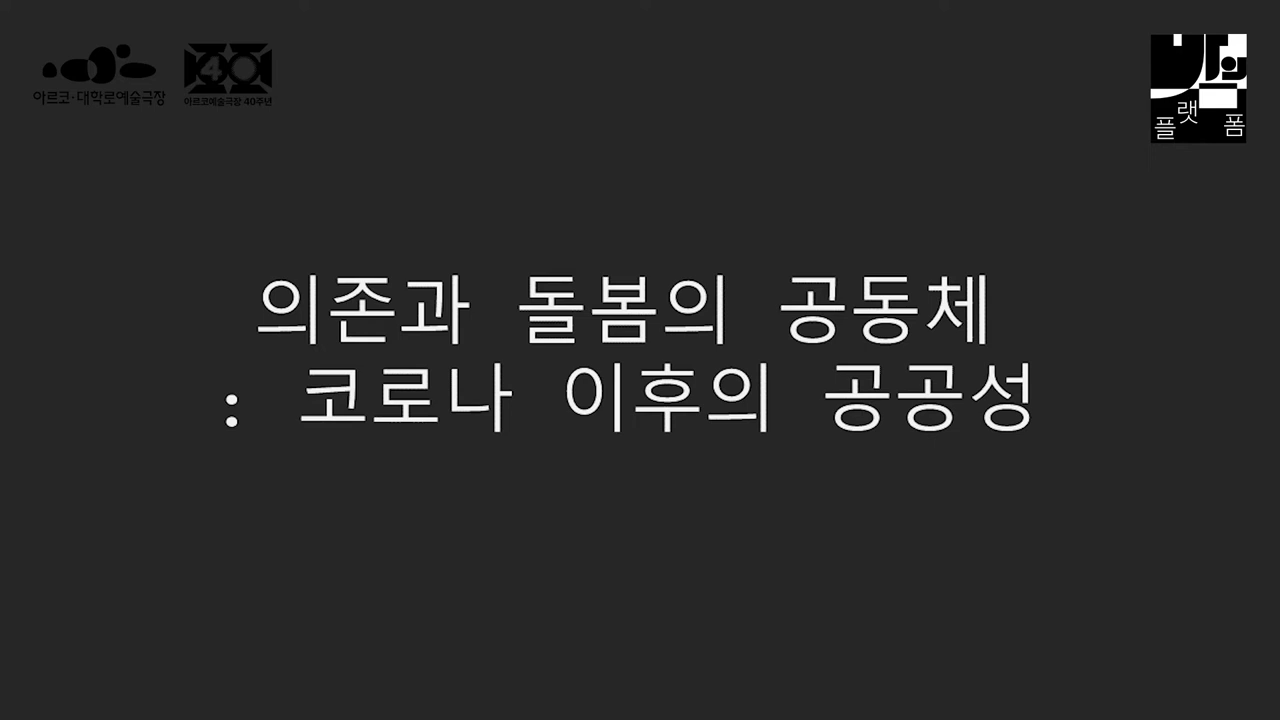 아르코·대학로예술극장
40
아르코예술극장 40주년
플랫폼
의존과 돌봄의 공동체
: 코로나 이후의 공공성